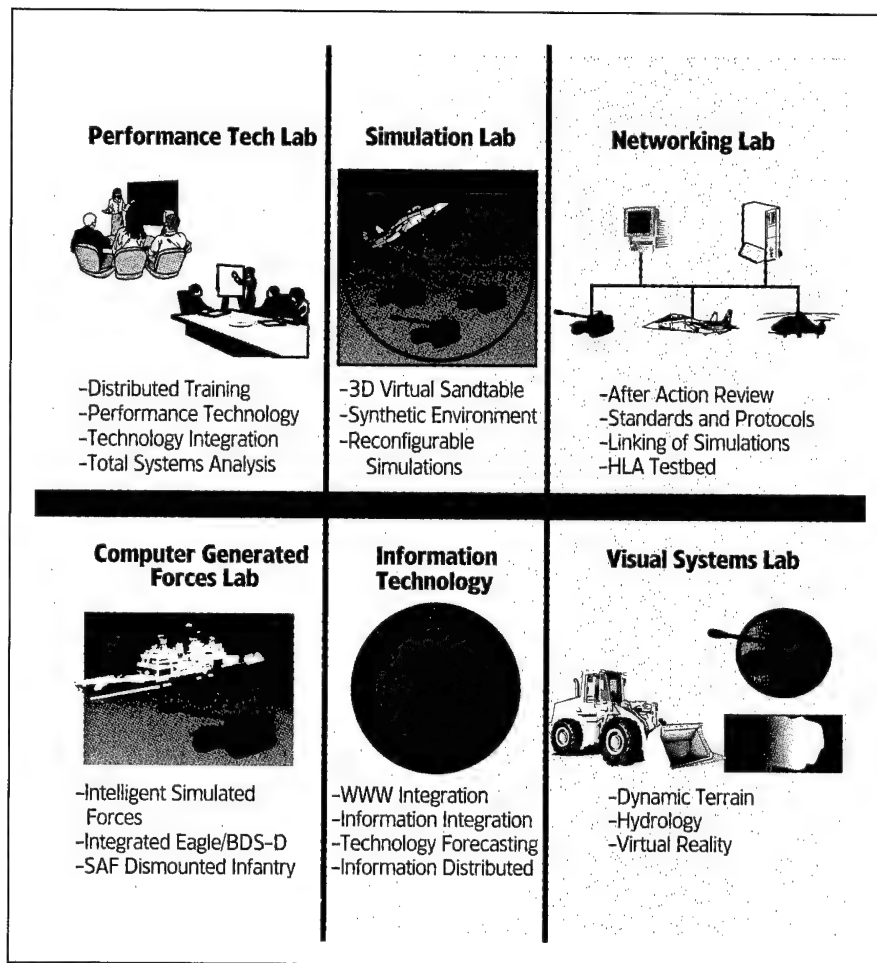 Performance Tech Lab
-Distributed Training
-Performance Technology
-Technology Integration
-Total Systems Analysis
Simulation Lab
-3D Virtual Sandtable
-Synthetic Environment
-Reconfigurable
Simulations
Networking Lab
-After Action Review
-Standards and Protocols
-Linking of Simulations
-HLA Testbed
Computer Generated
Forces Lab
-Intelligent Simulated
Forces
-Integrated Eagle/BDS-D
-SAF Dismounted Infantry
Information
Technology
-WWW Integration
-Information Integration
-Technology Forecasting
-Information Distributed
Visual Systems Lab
-Dynamic Terrain
-Hydrology
-Virtual Reality